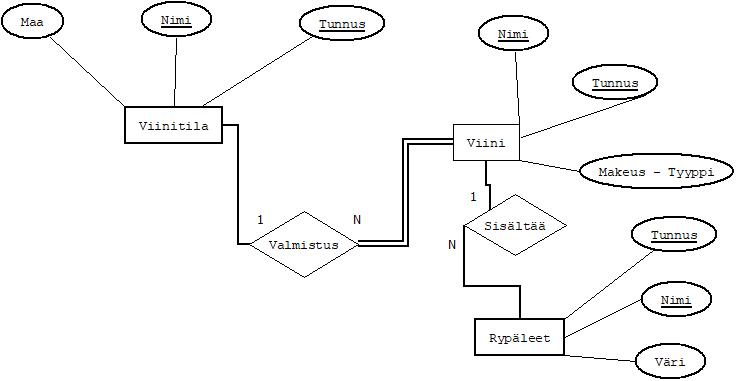 Maa
Nimi
Tunnus
Nimi
Tunnus
Viinitila
Viini
Makeus - Tyyppi
1
1
N
Sisältää
Tunnus
Valmistus
N
Nimi
Rypäleet
Väri